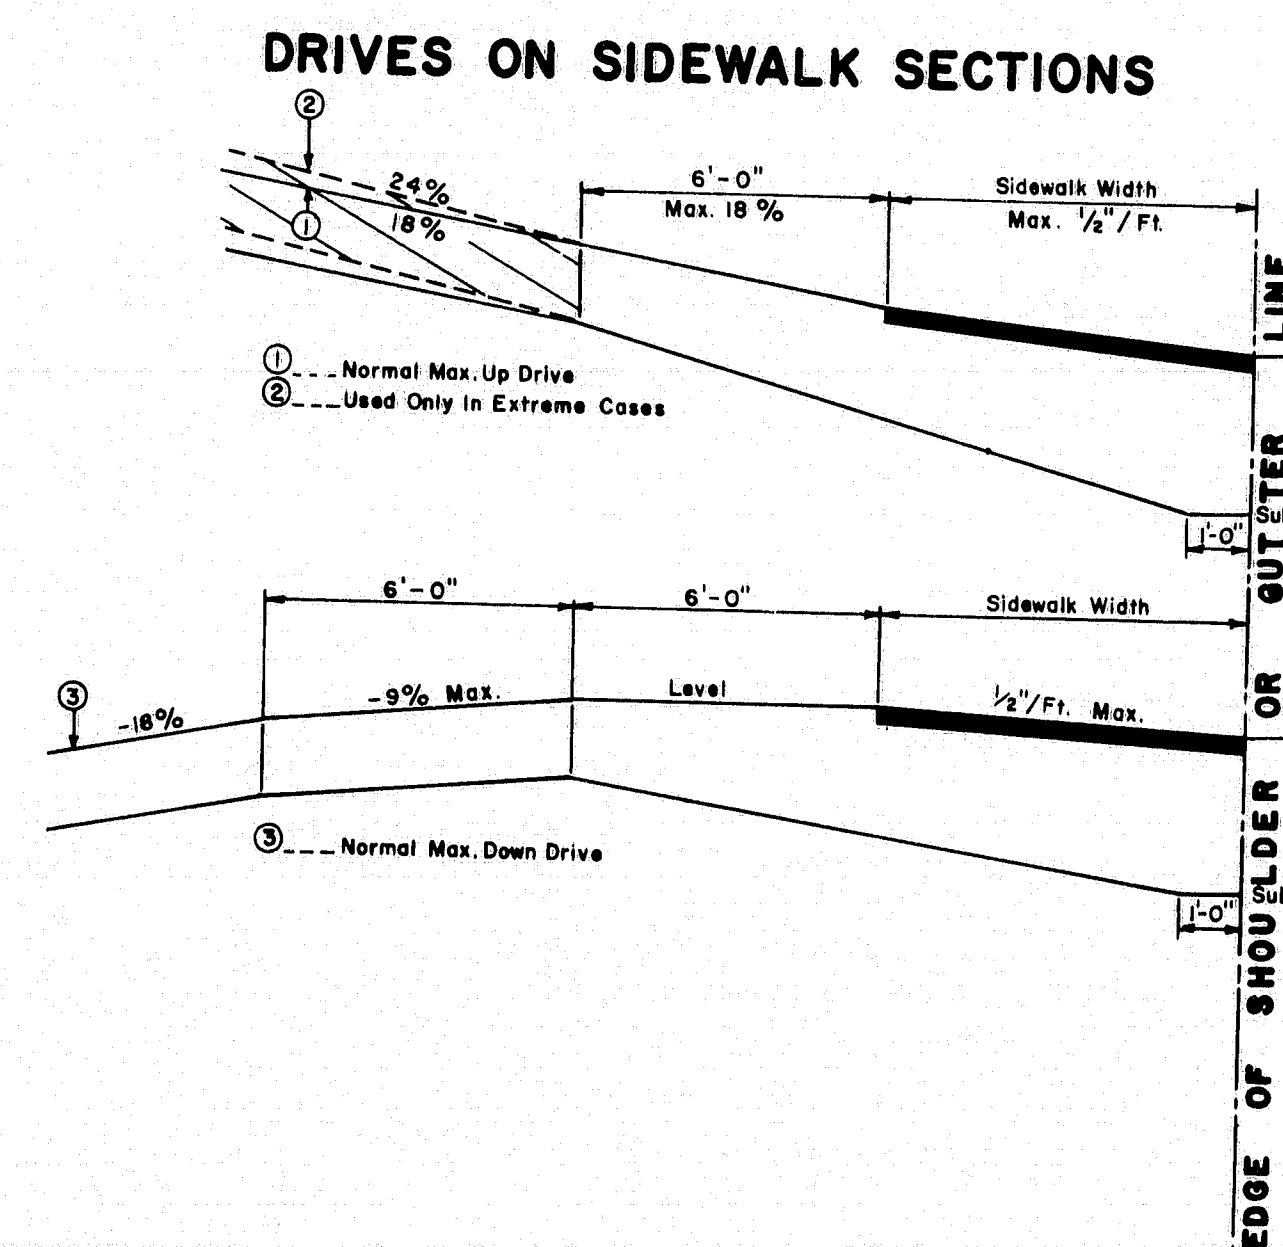 DRIVES ON SIDEWALK SECTIONS
2
24%
18%
1
6'-0"
Max. 18 %
Sidewalk Width
Max. 1/2"/Ft.
1 ___ Normal Max. Up Drive
2 ___ Used Only In Extreme Cases
1'-0"
6'-0"
6'-0"
Sidewalk Width
3
-18%
-9% Max.
Level
1/2"/Ft. Max.
3 ___ Normal Max. Down Drive
1'-0"
EDGE OF SHOULDER OR GUTTER LINE